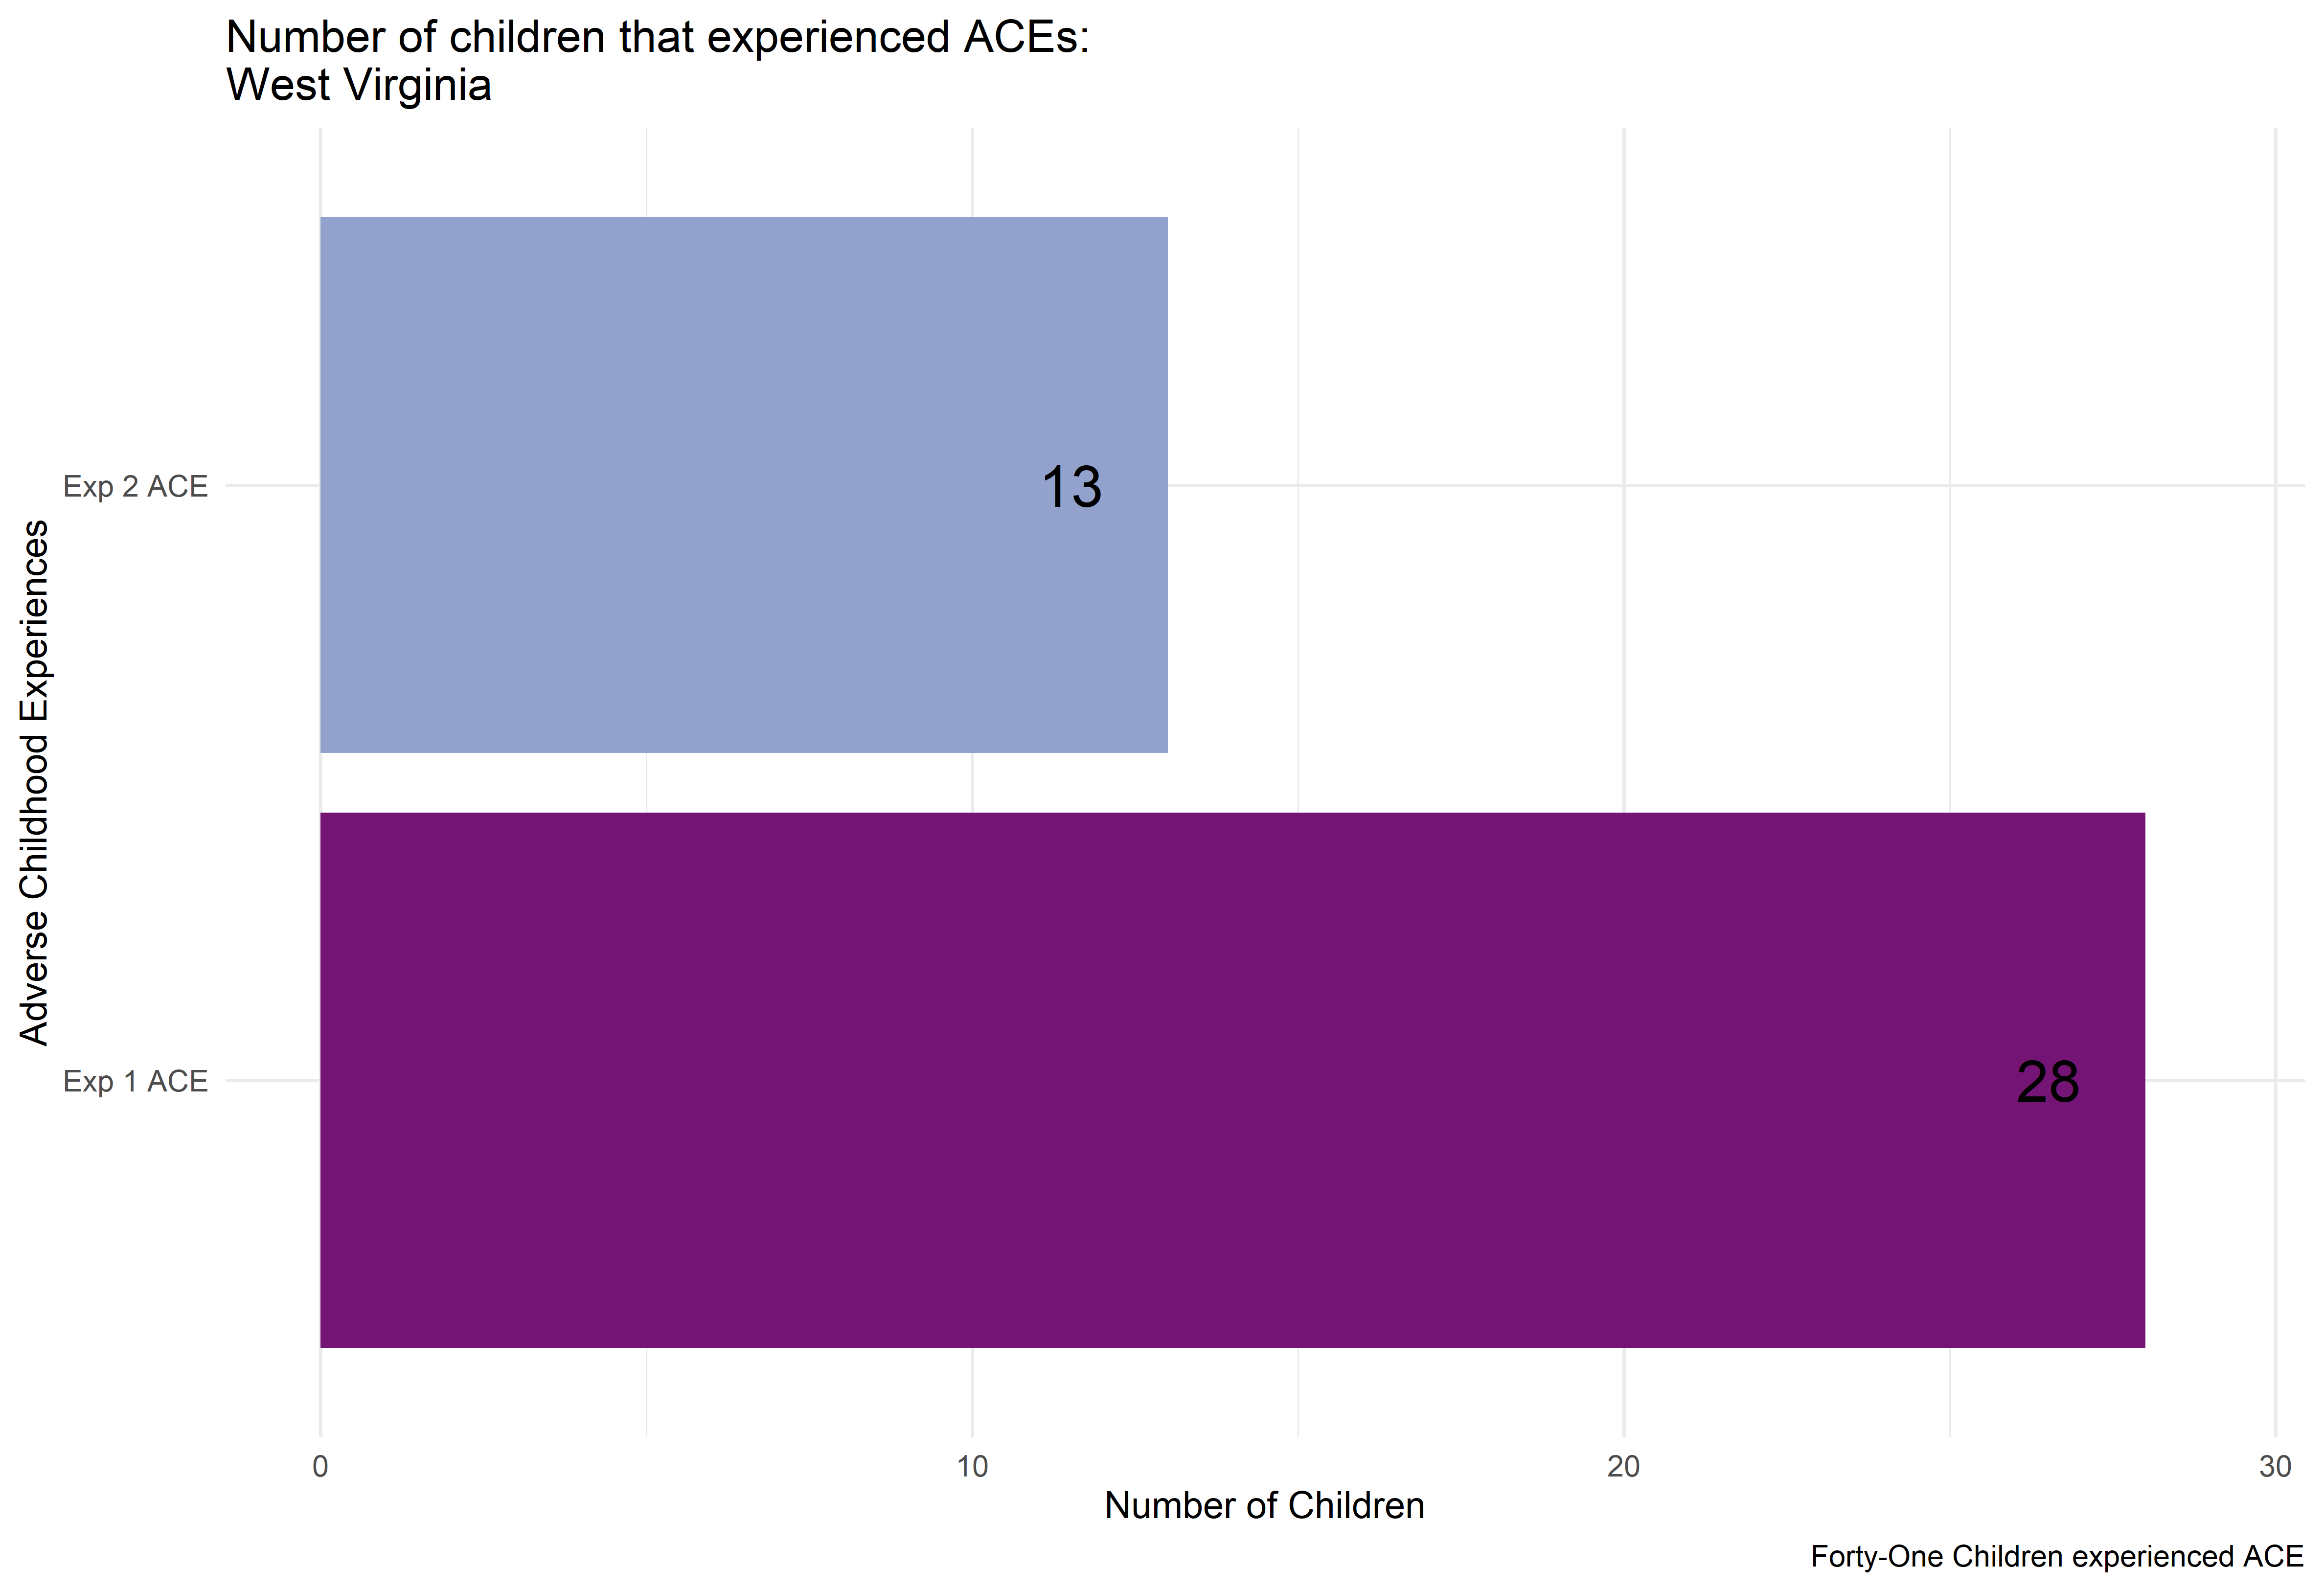 Number of children that experienced ACEs:
West Virginia
Adverse Childhood Experiences
Exp 2 ACE
13
Exp 1 ACE
28
0
10
20
30
Number of Children
Forty-One Children experienced ACE